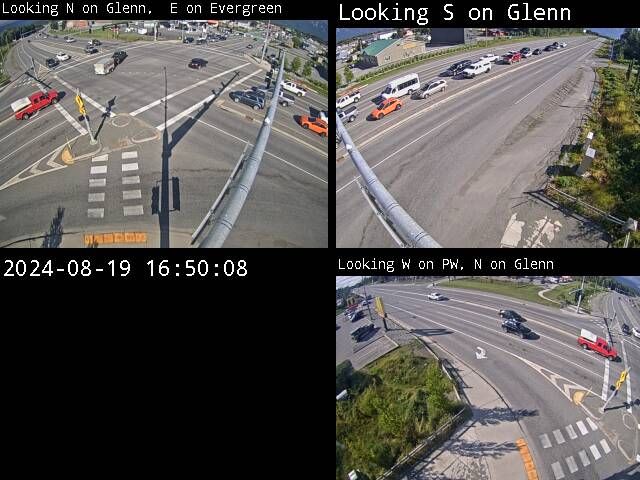 Looking N on Glenn,  E on Evergreen
Looking S on Glenn
2024-08-19 16:50:08
Looking W on PW, N on Glenn